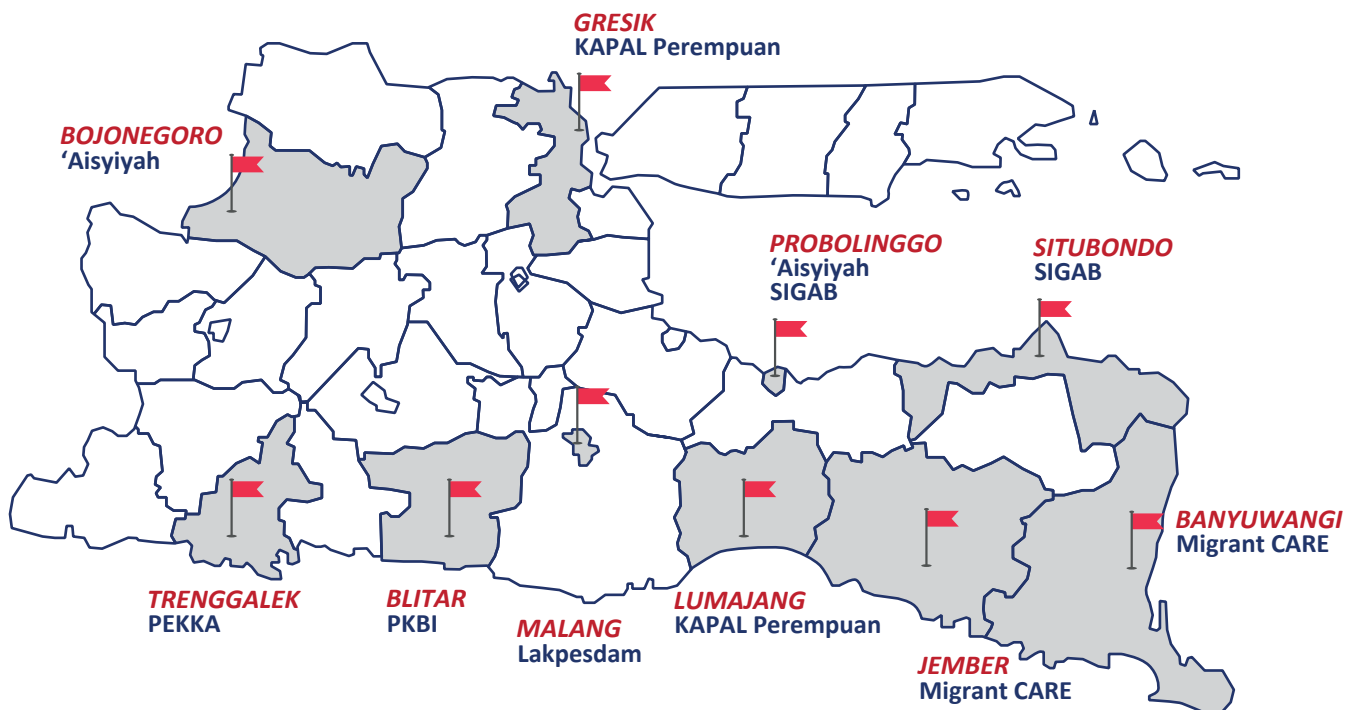 GRESIK
KAPAL Perempuan
BOJONEGORO
‘Aisyiyah
PROBOLINGGO
‘Aisyiyah
SIGAB
SITUBONDO
SIGAB
BANYUWANGI
Migrant CARE
TRENGGALEK
PEKKA
BLITAR
PKBI
MALANG
Lakpesdam
LUMAJANG
KAPAL Perempuan
JEMBER
Migrant CARE